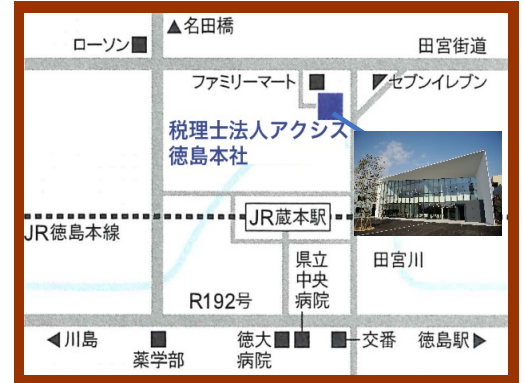 ▲名田橋
ローソン■
田宮街道
ファミリーマート■
セブンイレブン
税理士法人アクシス
徳島本社
JR蔵本駅
JR徳島本線
県立
中央
病院
田宮川
R192号
◀川島
薬学部
徳大
病院
交番
徳島駅▶